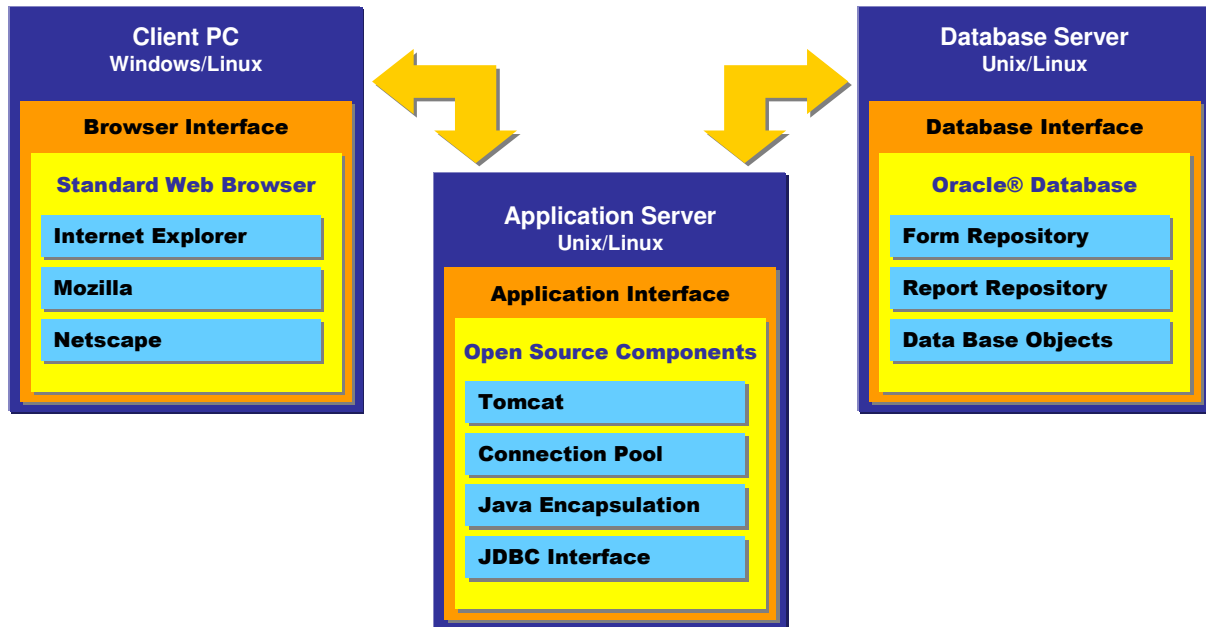 Client PC
Windows/Linux
Browser Interface
Standard Web Browser
Internet Explorer
Mozilla
Netscape
Application Server
Unix/Linux
Application Interface
Open Source Components
Tomcat
Connection Pool
Java Encapsulation
JDBC Interface
Database Server
Unix/Linux
Database Interface
Oracle® Database
Form Repository
Report Repository
Data Base Objects